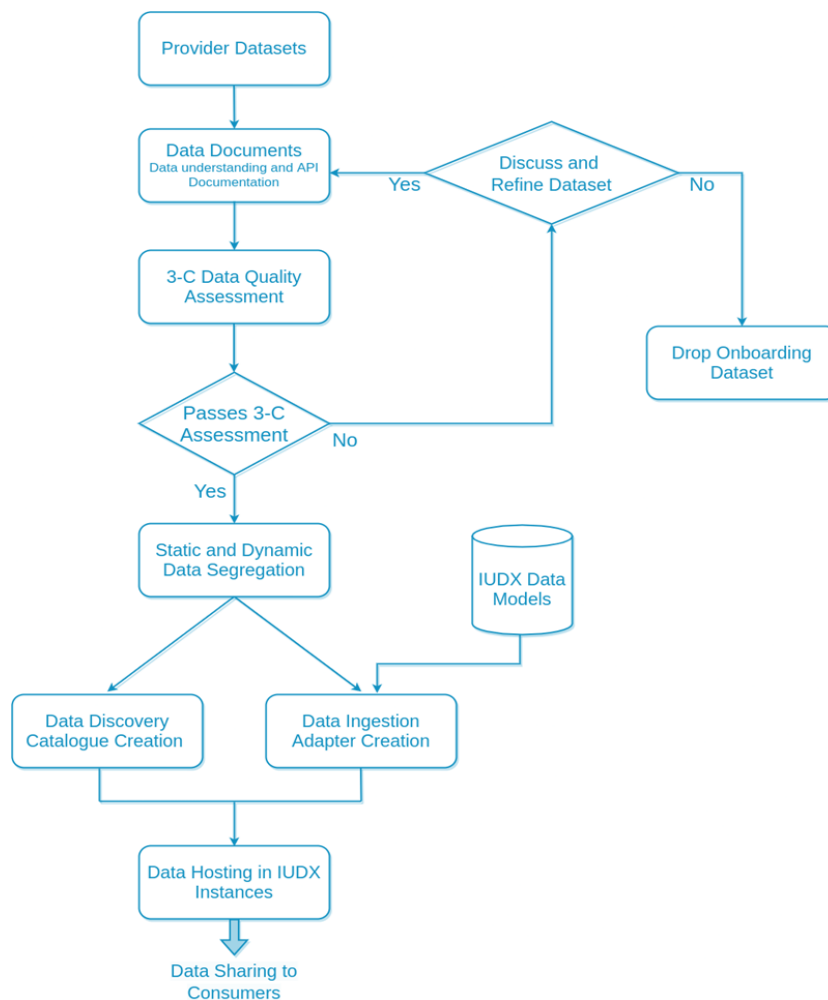 Provider Datasets
Data Documents
Data understanding and API
Documentation
Discuss and
Refine Dataset
Yes
No
3-C Data Quality
Assessment
Drop Onboarding
Dataset
Passes 3-C
Assessment
No
Yes
Static and Dynamic
Data Segregation
IUDX Data
Models
Data Discovery
Catalogue Creation
Data Ingestion
Adapter Creation
Data Hosting in IUDX
Instances
Data Sharing to
Consumers